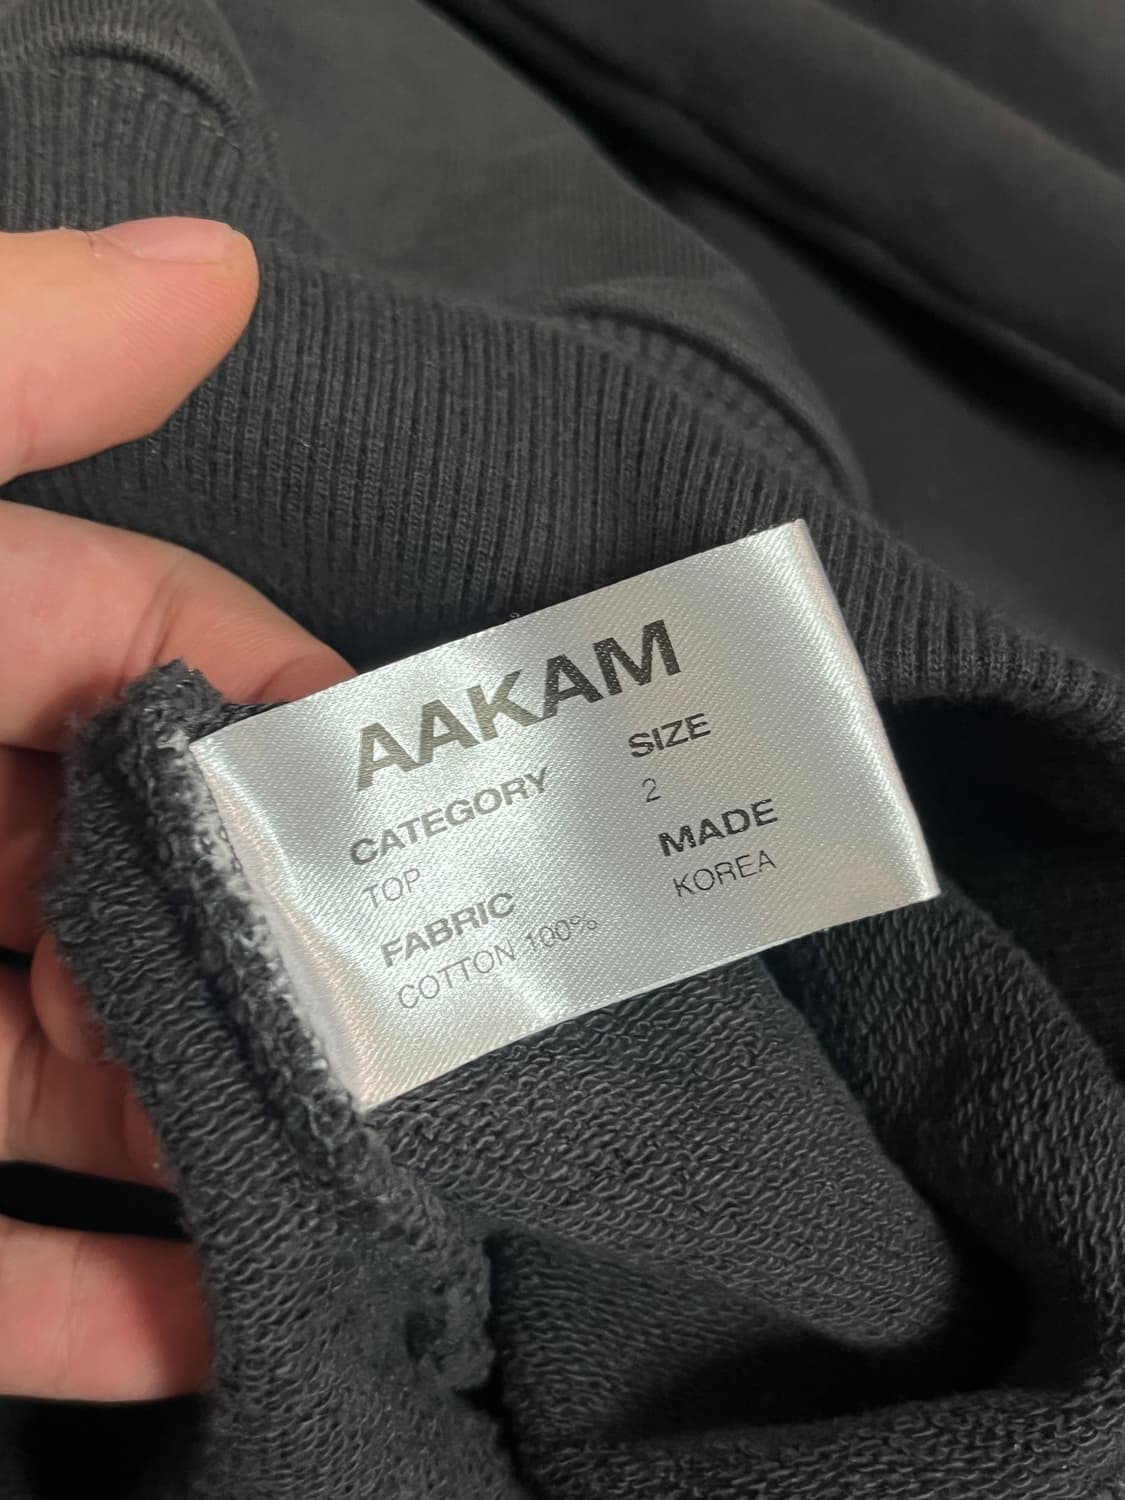 AAKAM
CATEGORY
TOP
FABRIC
COTTON 100%
SIZE
2
MADE
KOREA